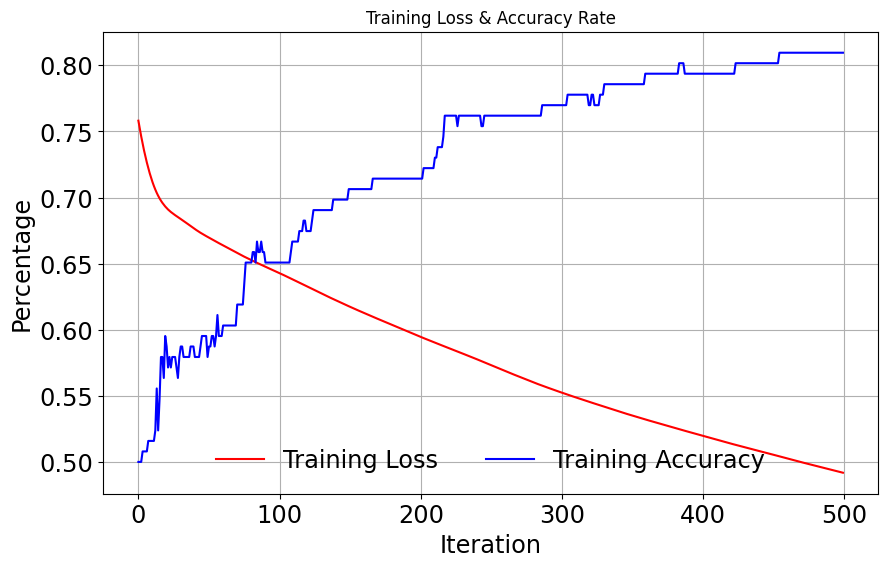 Training Loss & Accuracy Rate
0.80
0.75
0.70
0.65
0.60
0.55
0.50
Percentage
Training Loss Training Accuracy
0 100 200 300 400 500
Iteration